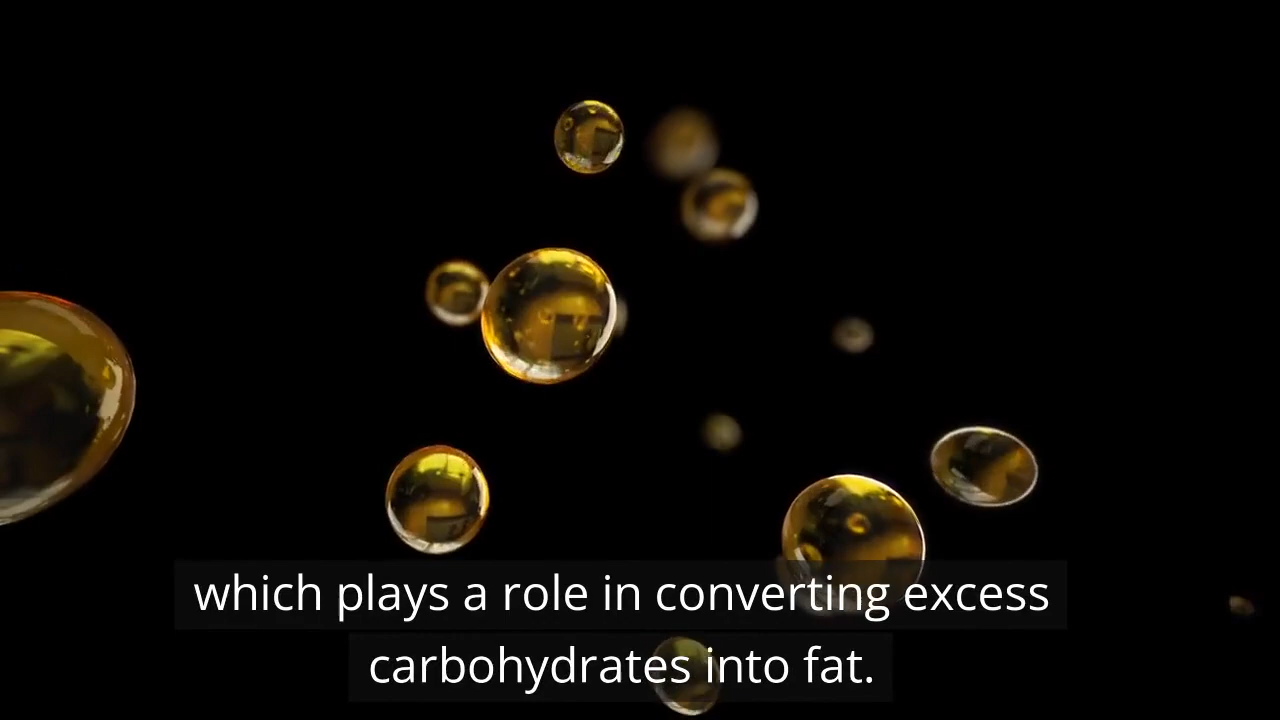 which plays a role in converting excess
carbohydrates into fat.